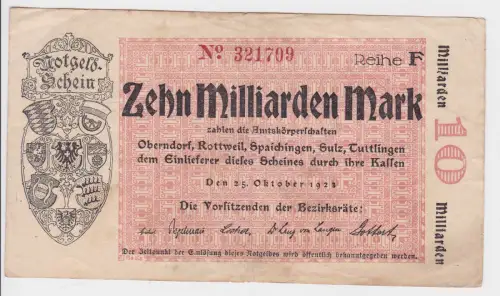 Notgeld-
Schein
No. 321709
Reihe F
Zehn Milliarden Mark
zahlen die Amtskörperschaften
Oberndorf, Rottweil, Spaichingen, Sulz, Tuttlingen
dem Einlieferer dieses Scheines durch ihre Kassen
Den 25. Oktober 1923
Die Vorsitzenden der Bezirksräte:
Der Zeitpunkt der Einlösung dieses Notgeldes wird öffentlich bekanntgegeben werden.
Milliarden
10
Milliarden